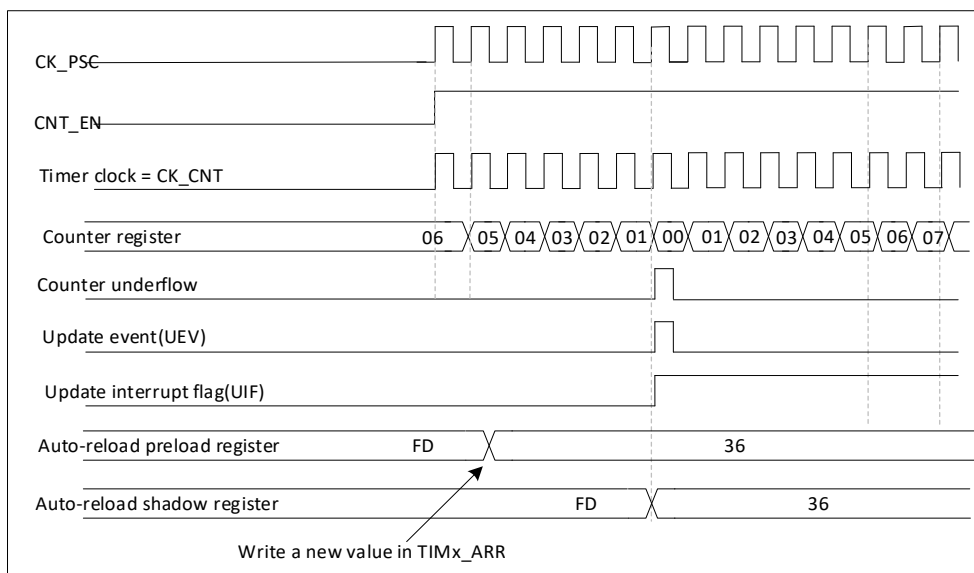 CK_PSC
CNT_EN
Timer clock = CK_CNT
Counter register 06 05 04 03 02 01 00 01 02 03 04 05 06 07
Counter underflow
Update event(UEV)
Update interrupt flag(UIF)
Auto-reload preload register FD 36
Auto-reload shadow register FD 36
Write a new value in TIMx_ARR